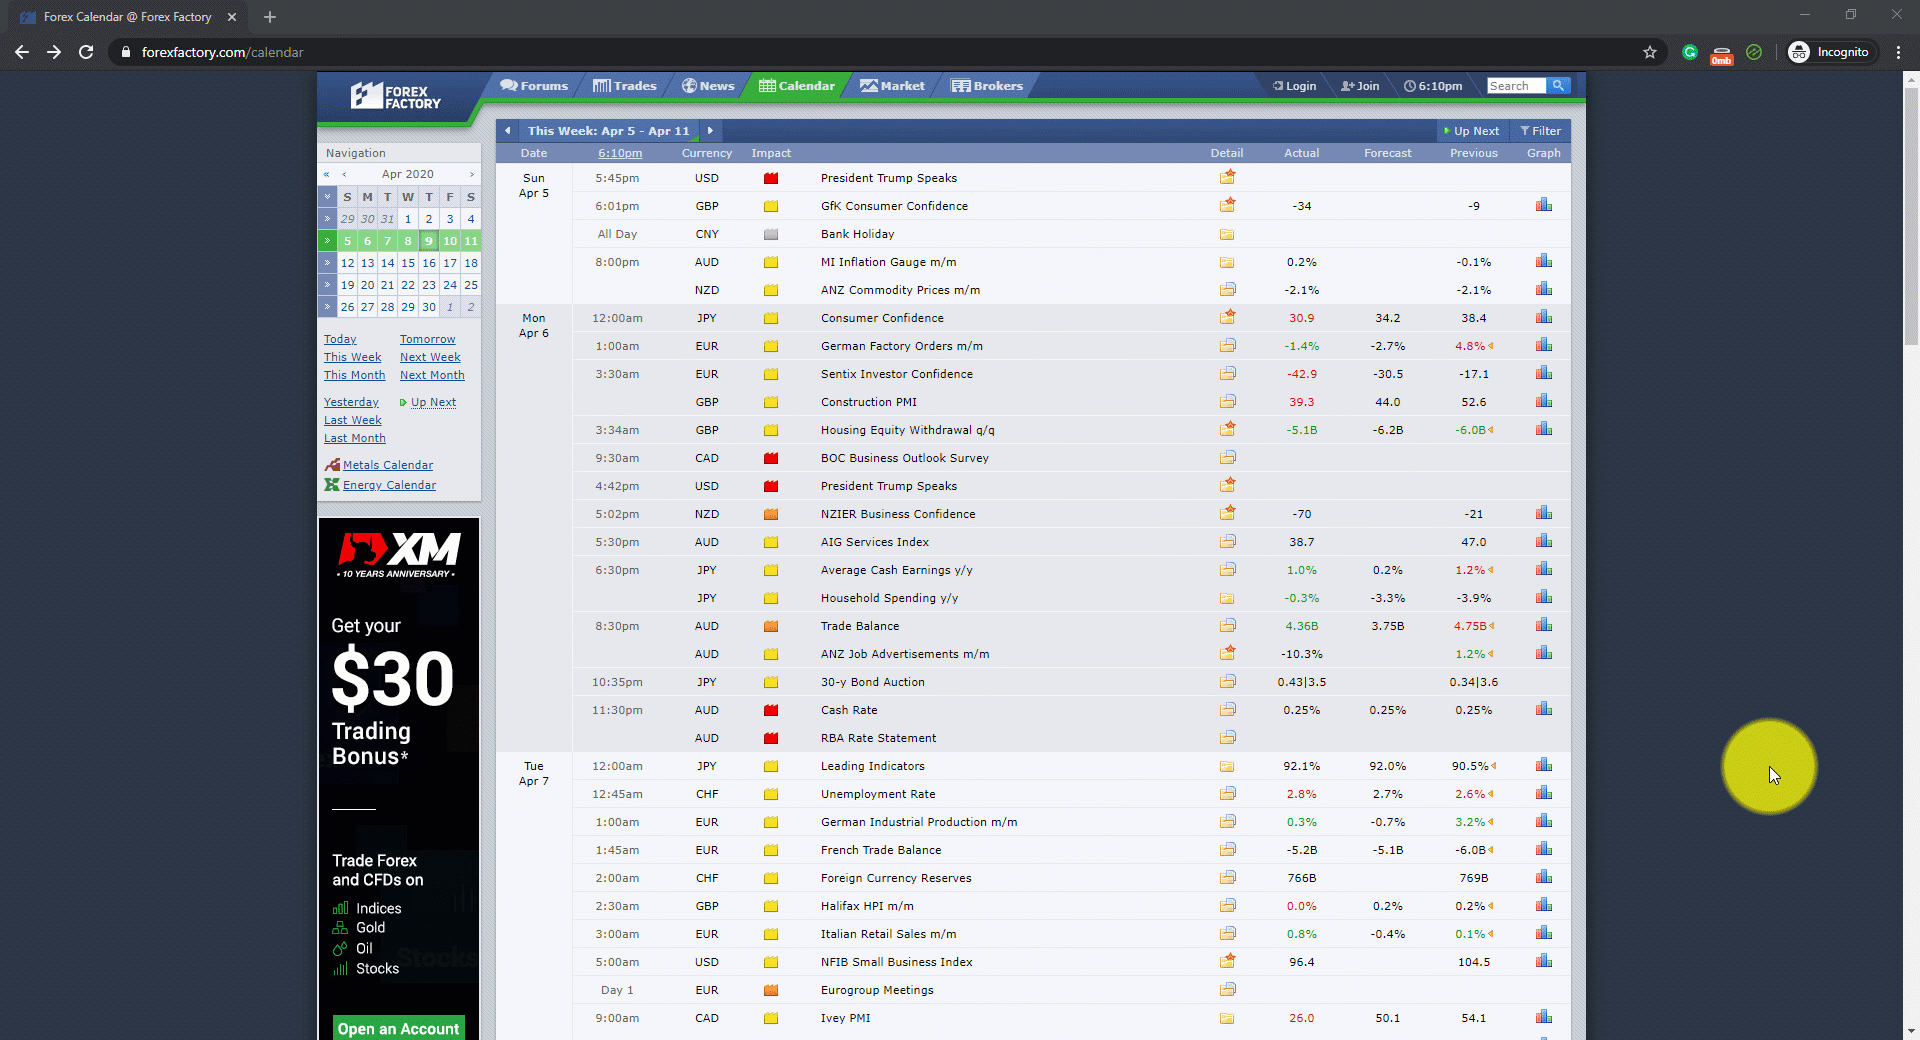 Forex Calendar @ Forex Factory
forexfactory.com/calendar
0mb
Incognito
FOREX FACTORY
Forums Trades News Calendar Market Brokers
Login Join 6:10pm Search
This Week: Apr 5 - Apr 11 Up Next Filter
Date 6:10pm Currency Impact Detail Actual Forecast Previous Graph
Navigation
« ‹ Apr 2020 ›
S M T W T F S
» 29 30 31 1 2 3 4
» 5 6 7 8 9 10 11
» 12 13 14 15 16 17 18
» 19 20 21 22 23 24 25
» 26 27 28 29 30 1 2
Today Tomorrow
This Week Next Week
This Month Next Month
Yesterday Up Next
Last Week
Last Month
Metals Calendar
Energy Calendar
XM
· 10 YEARS ANNIVERSARY ·
Get your
$30
Trading
Bonus*
Trade Forex
and CFDs on
Indices
Gold
Oil
Stocks
Stocks
Open an Account
Sun Apr 5
5:45pm USD President Trump Speaks
6:01pm GBP GfK Consumer Confidence -34 -9
All Day CNY Bank Holiday
8:00pm AUD MI Inflation Gauge m/m 0.2% -0.1%
NZD ANZ Commodity Prices m/m -2.1% -2.1%
Mon Apr 6
12:00am JPY Consumer Confidence 30.9 34.2 38.4
1:00am EUR German Factory Orders m/m -1.4% -2.7% 4.8%
3:30am EUR Sentix Investor Confidence -42.9 -30.5 -17.1
GBP Construction PMI 39.3 44.0 52.6
3:34am GBP Housing Equity Withdrawal q/q -5.1B -6.2B -6.0B
9:30am CAD BOC Business Outlook Survey
4:42pm USD President Trump Speaks
5:02pm NZD NZIER Business Confidence -70 -21
5:30pm AUD AIG Services Index 38.7 47.0
6:30pm JPY Average Cash Earnings y/y 1.0% 0.2% 1.2%
JPY Household Spending y/y -0.3% -3.3% -3.9%
8:30pm AUD Trade Balance 4.36B 3.75B 4.75B
AUD ANZ Job Advertisements m/m -10.3% 1.2%
10:35pm JPY 30-y Bond Auction 0.43|3.5 0.34|3.6
11:30pm AUD Cash Rate 0.25% 0.25% 0.25%
AUD RBA Rate Statement
Tue Apr 7
12:00am JPY Leading Indicators 92.1% 92.0% 90.5%
12:45am CHF Unemployment Rate 2.8% 2.7% 2.6%
1:00am EUR German Industrial Production m/m 0.3% -0.7% 3.2%
1:45am EUR French Trade Balance -5.2B -5.1B -6.0B
2:00am CHF Foreign Currency Reserves 766B 769B
2:30am GBP Halifax HPI m/m 0.0% 0.2% 0.2%
3:00am EUR Italian Retail Sales m/m 0.8% -0.4% 0.1%
5:00am USD NFIB Small Business Index 96.4 104.5
Day 1 EUR Eurogroup Meetings
9:00am CAD Ivey PMI 26.0 50.1 54.1